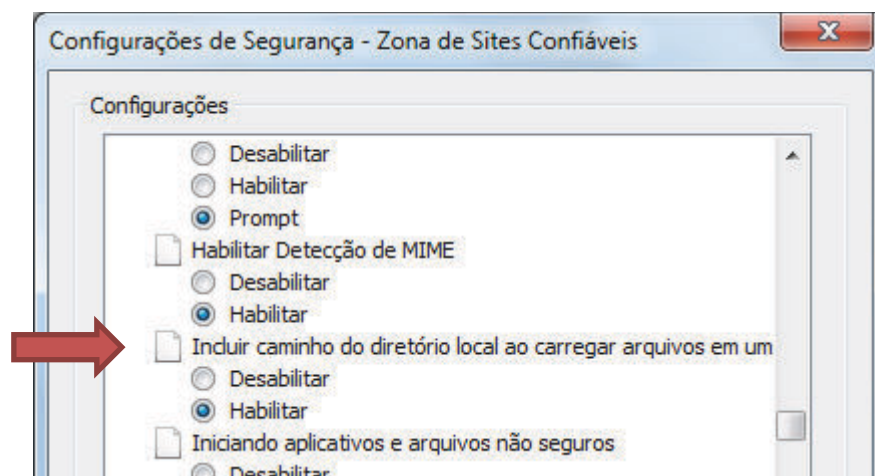 Configurações de Segurança - Zona de Sites Confiáveis
Configurações
Desabilitar
Habilitar
Prompt
Habilitar Detecção de MIME
Desabilitar
Habilitar
Incluir caminho do diretório local ao carregar arquivos em um
Desabilitar
Habilitar
Iniciando aplicativos e arquivos não seguros
Desabilitar